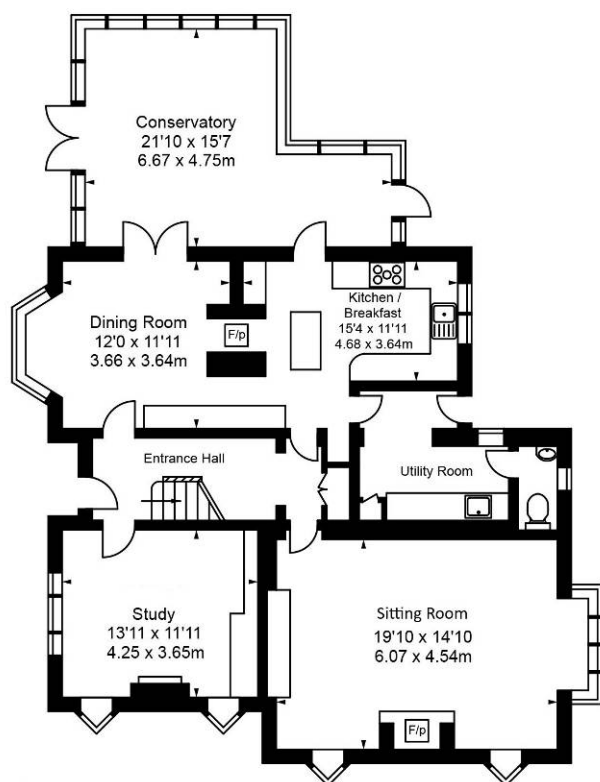 Conservatory
21'10 x 15'7
6.67 x 4.75m
Kitchen /
Breakfast
15'4 x 11'11
4.68 x 3.64m
Dining Room
12'0 x 11'11
3.66 x 3.64m
F/p
Entrance Hall
Utility Room
Study
13'11 x 11'11
4.25 x 3.65m
Sitting Room
19'10 x 14'10
6.07 x 4.54m
F/p